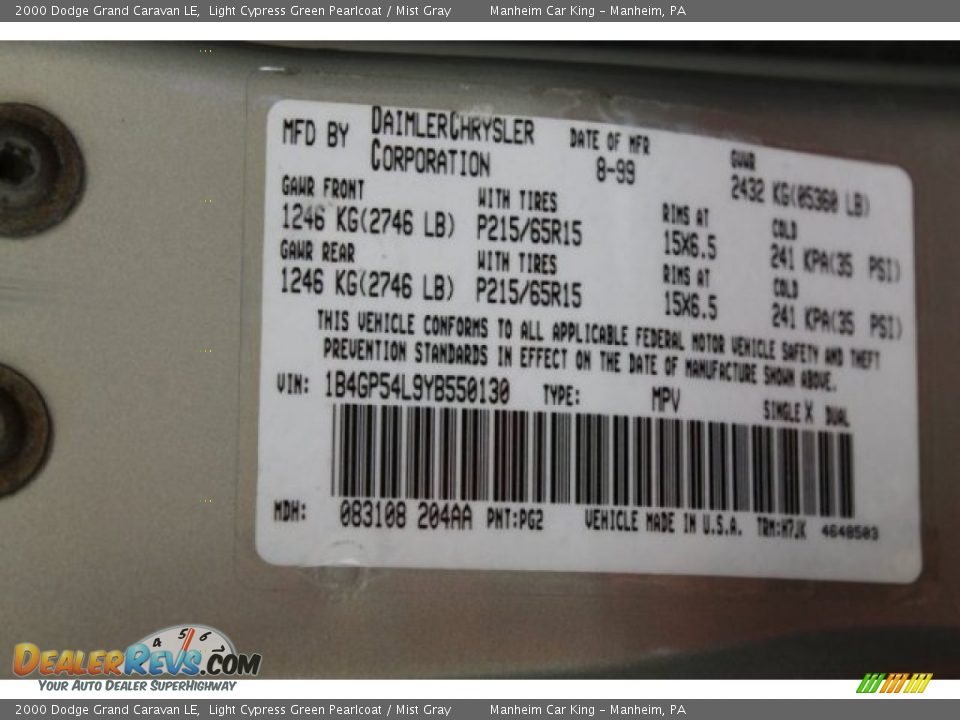 2000 Dodge Grand Caravan LE, Light Cypress Green Pearlcoat / Mist Gray Manheim Car King - Manheim, PA
MFD BY DAIMLERCHRYSLER CORPORATION
DATE OF MFR 8-99
GVWR 2432 KG(05360 LB)
GAWR FRONT WITH TIRES RIMS AT COLD
1246 KG(2746 LB) P215/65R15 15X6.5 241 KPA(35 PSI)
GAWR REAR WITH TIRES RIMS AT COLD
1246 KG(2746 LB) P215/65R15 15X6.5 241 KPA(35 PSI)
THIS VEHICLE CONFORMS TO ALL APPLICABLE FEDERAL MOTOR VEHICLE SAFETY AND THEFT
PREVENTION STANDARDS IN EFFECT ON THE DATE OF MANUFACTURE SHOWN ABOVE.
VIN: 1B4GP54L9YB550130 TYPE: MPV SINGLE X DUAL
MDH: 083108 204AA PNT:PG2 VEHICLE MADE IN U.S.A. TRM:H7JK 4648503
4 5 6
DEALERREVS.COM
YOUR AUTO DEALER SUPERHIGHWAY
2000 Dodge Grand Caravan LE, Light Cypress Green Pearlcoat / Mist Gray Manheim Car King - Manheim, PA